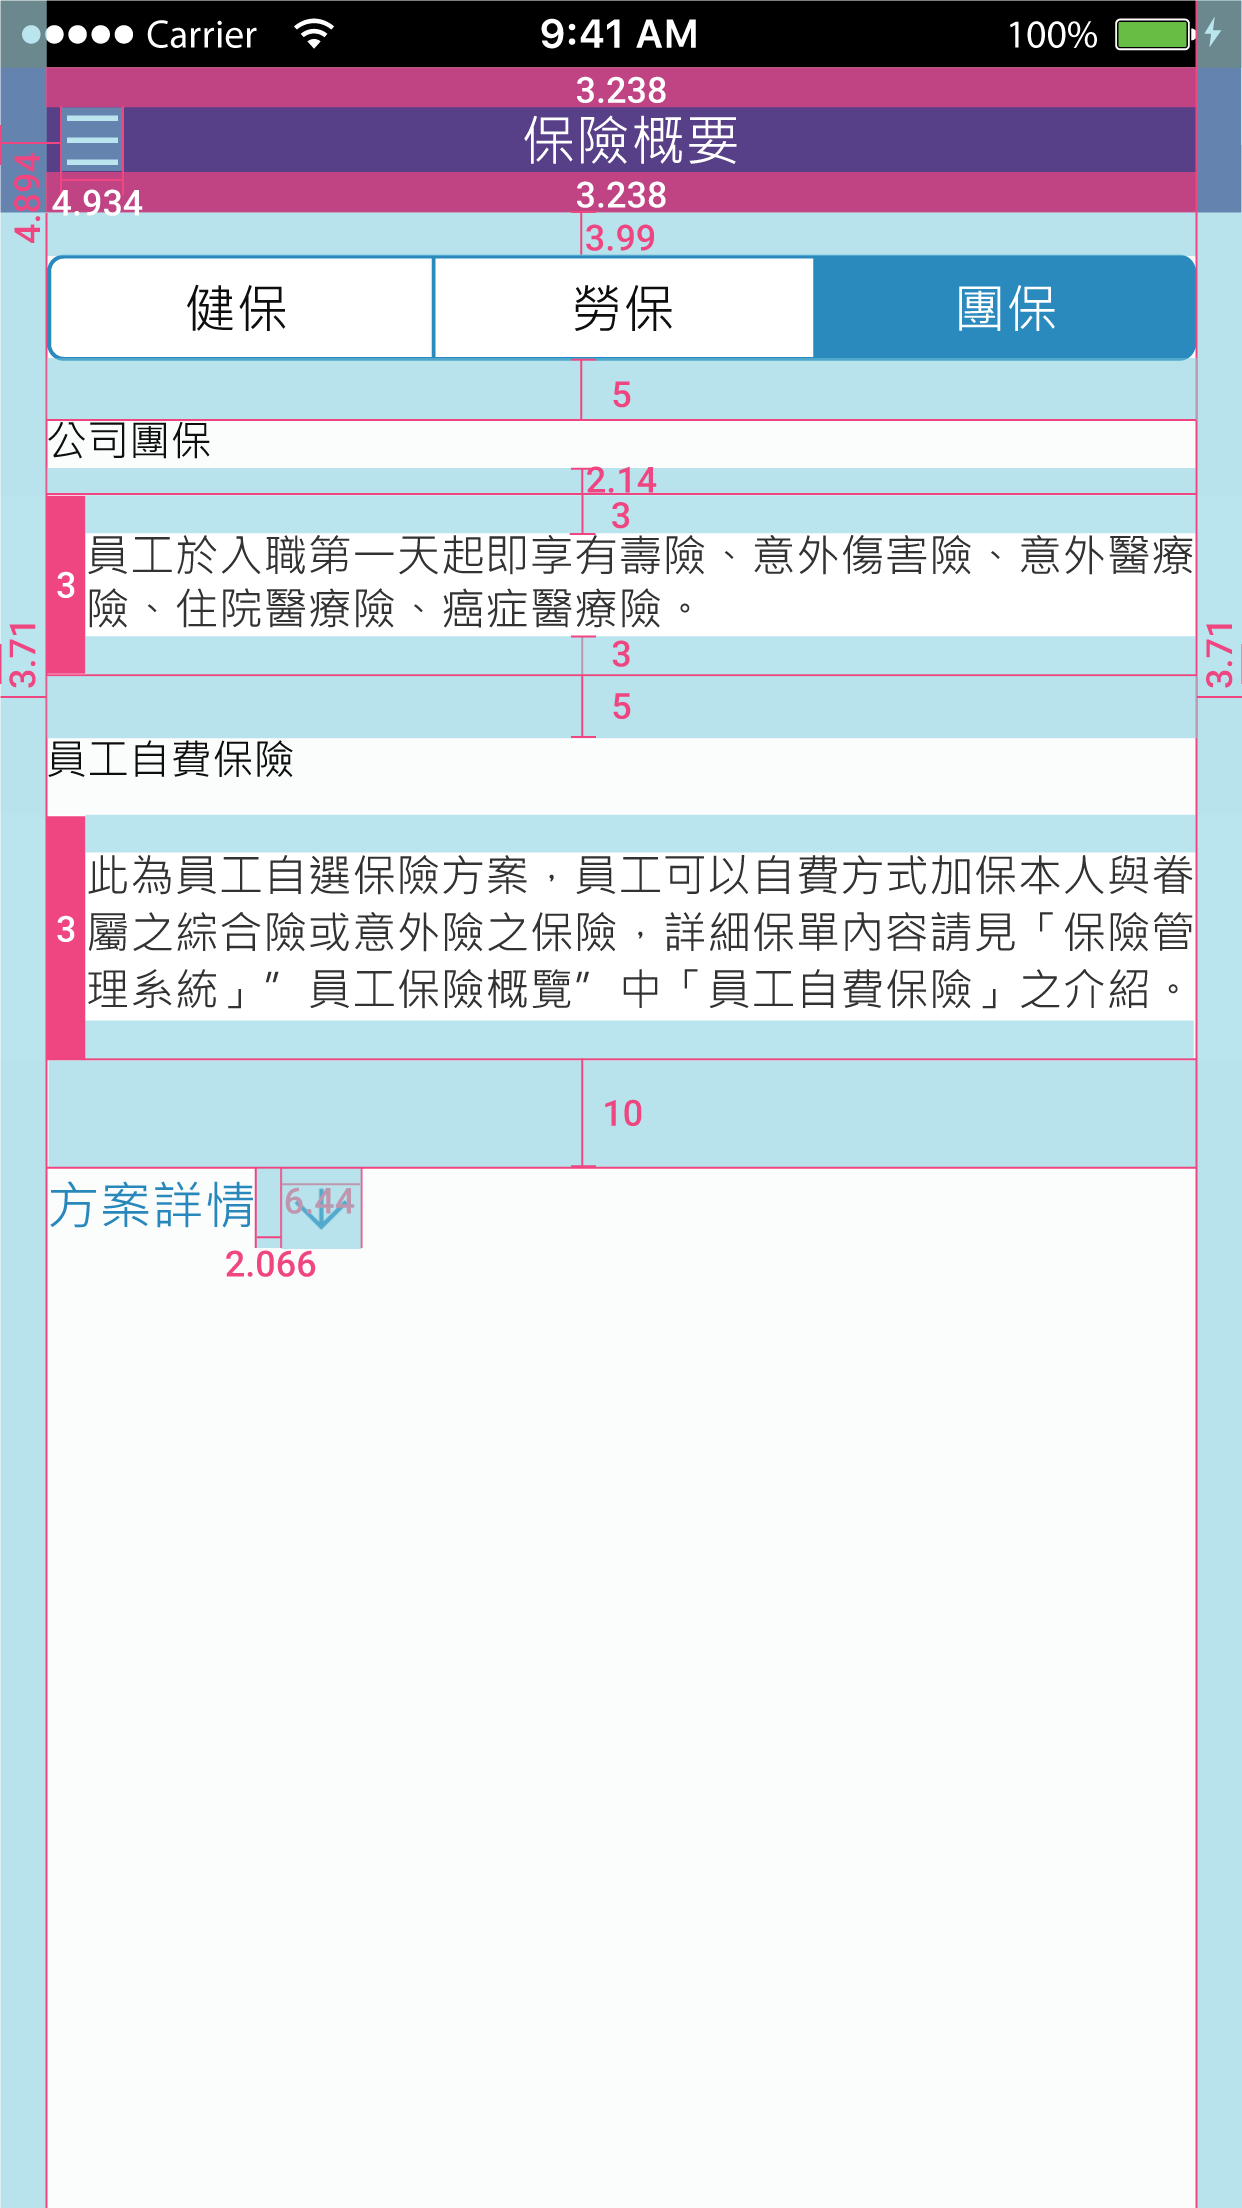 Carrier 9:41 AM 100%
3.238
保險概要
4.894
4.934
3.238
3.99
健保 勞保 團保
5
公司團保
2.14
3
員工於入職第一天起即享有壽險、意外傷害險、意外醫療
3
險、住院醫療險、癌症醫療險。
3.71
3
3.71
5
員工自費保險
此為員工自選保險方案，員工可以自費方式加保本人與眷
3
屬之綜合險或意外險之保險，詳細保單內容請見「保險管
理系統」” 員工保險概覽” 中「員工自費保險」之介紹。
10
方案詳情
6.44
2.066